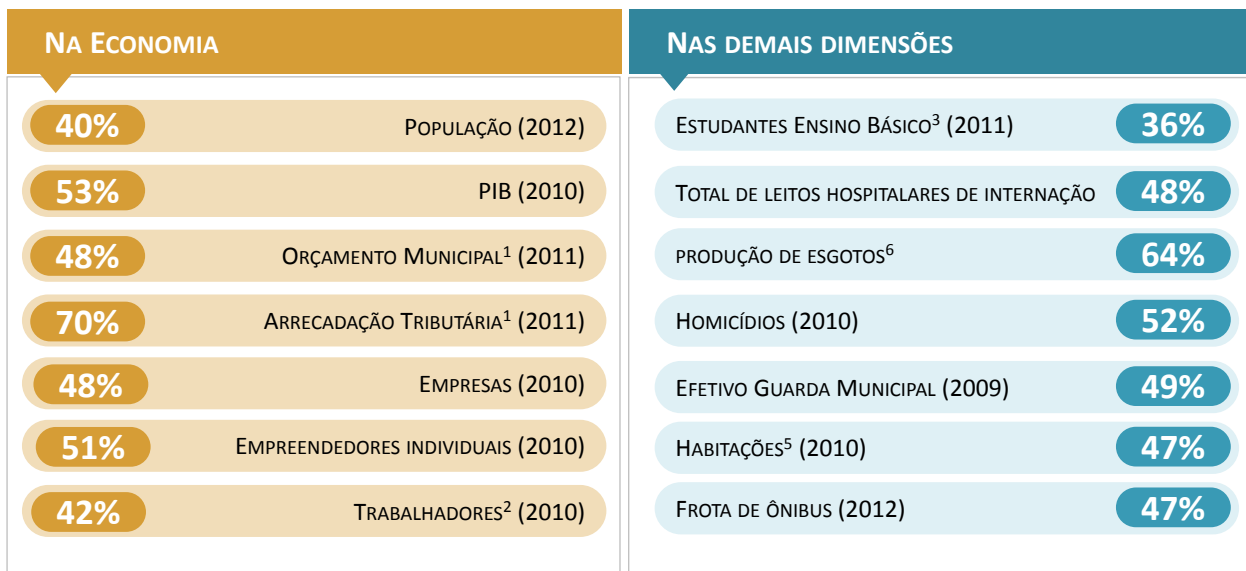 NA ECONOMIA
40% POPULAÇÃO (2012)
53% PIB (2010)
48% ORÇAMENTO MUNICIPAL¹ (2011)
70% ARRECADAÇÃO TRIBUTÁRIA¹ (2011)
48% EMPRESAS (2010)
51% EMPREENDEDORES INDIVIDUAIS (2010)
42% TRABALHADORES² (2010)
NAS DEMAIS DIMENSÕES
ESTUDANTES ENSINO BÁSICO³ (2011) 36%
TOTAL DE LEITOS HOSPITALARES DE INTERNAÇÃO 48%
PRODUÇÃO DE ESGOTOS⁶ 64%
HOMICÍDIOS (2010) 52%
EFETIVO GUARDA MUNICIPAL (2009) 49%
HABITAÇÕES⁵ (2010) 47%
FROTA DE ÔNIBUS (2012) 47%